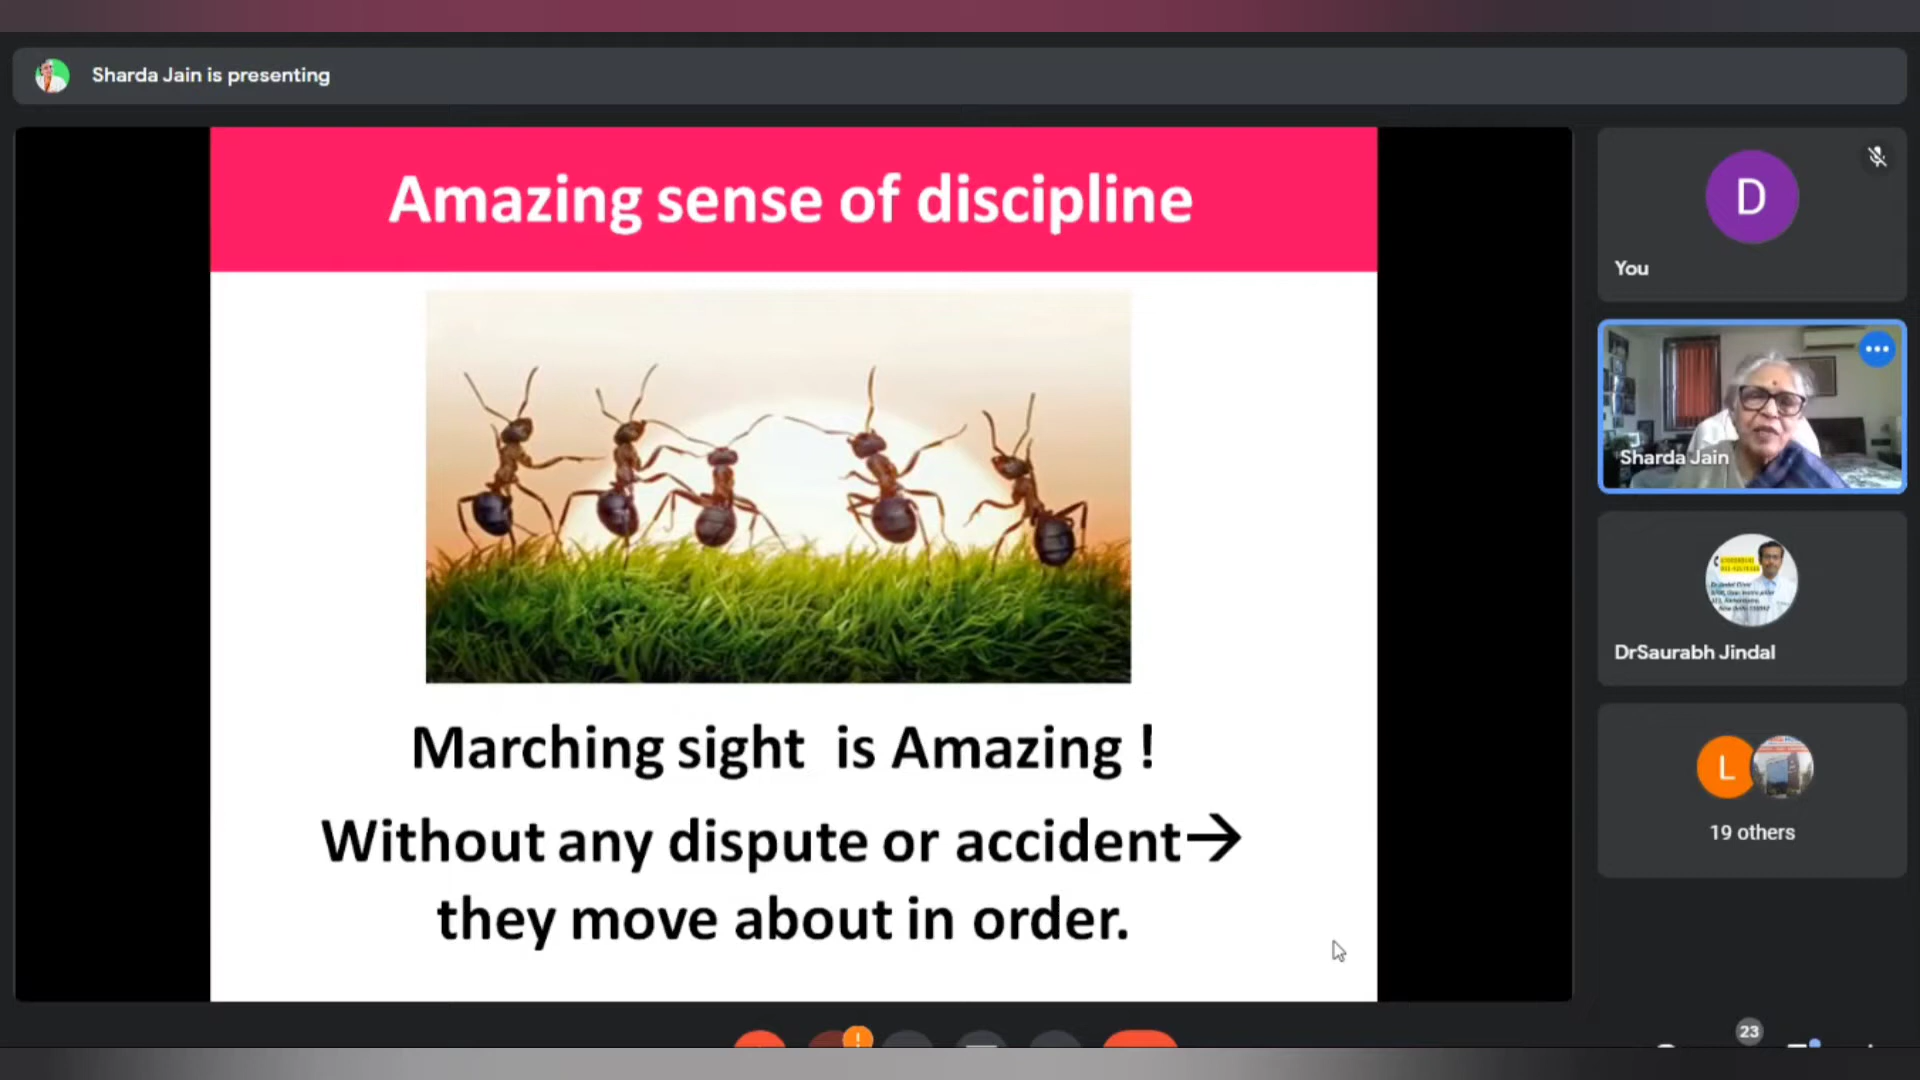 Sharda Jain is presenting
Amazing sense of discipline
Marching sight is Amazing !
Without any dispute or accident→
they move about in order.
D
You
Sharda Jain
DrSaurabh Jindal
L
19 others
23